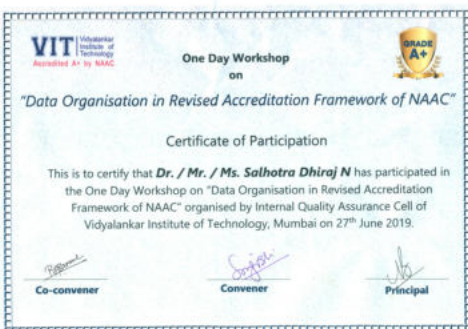 VIT
Vidyalankar
Institute of
Technology
Accredited A+ by NAAC
GRADE
A+
One Day Workshop
on
"Data Organisation in Revised Accreditation Framework of NAAC"
Certificate of Participation
This is to certify that Dr. / Mr. / Ms. Salhotra Dhiraj N has participated in
the One Day Workshop on "Data Organisation in Revised Accreditation
Framework of NAAC" organised by Internal Quality Assurance Cell of
Vidyalankar Institute of Technology, Mumbai on 27th June 2019.
Co-convener
Convener
Principal